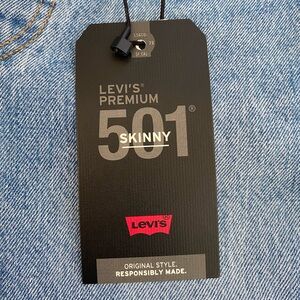 LEVI'S®
PREMIUM
501®
SKINNY
Levi's
ORIGINAL STYLE.
RESPONSIBLY MADE.